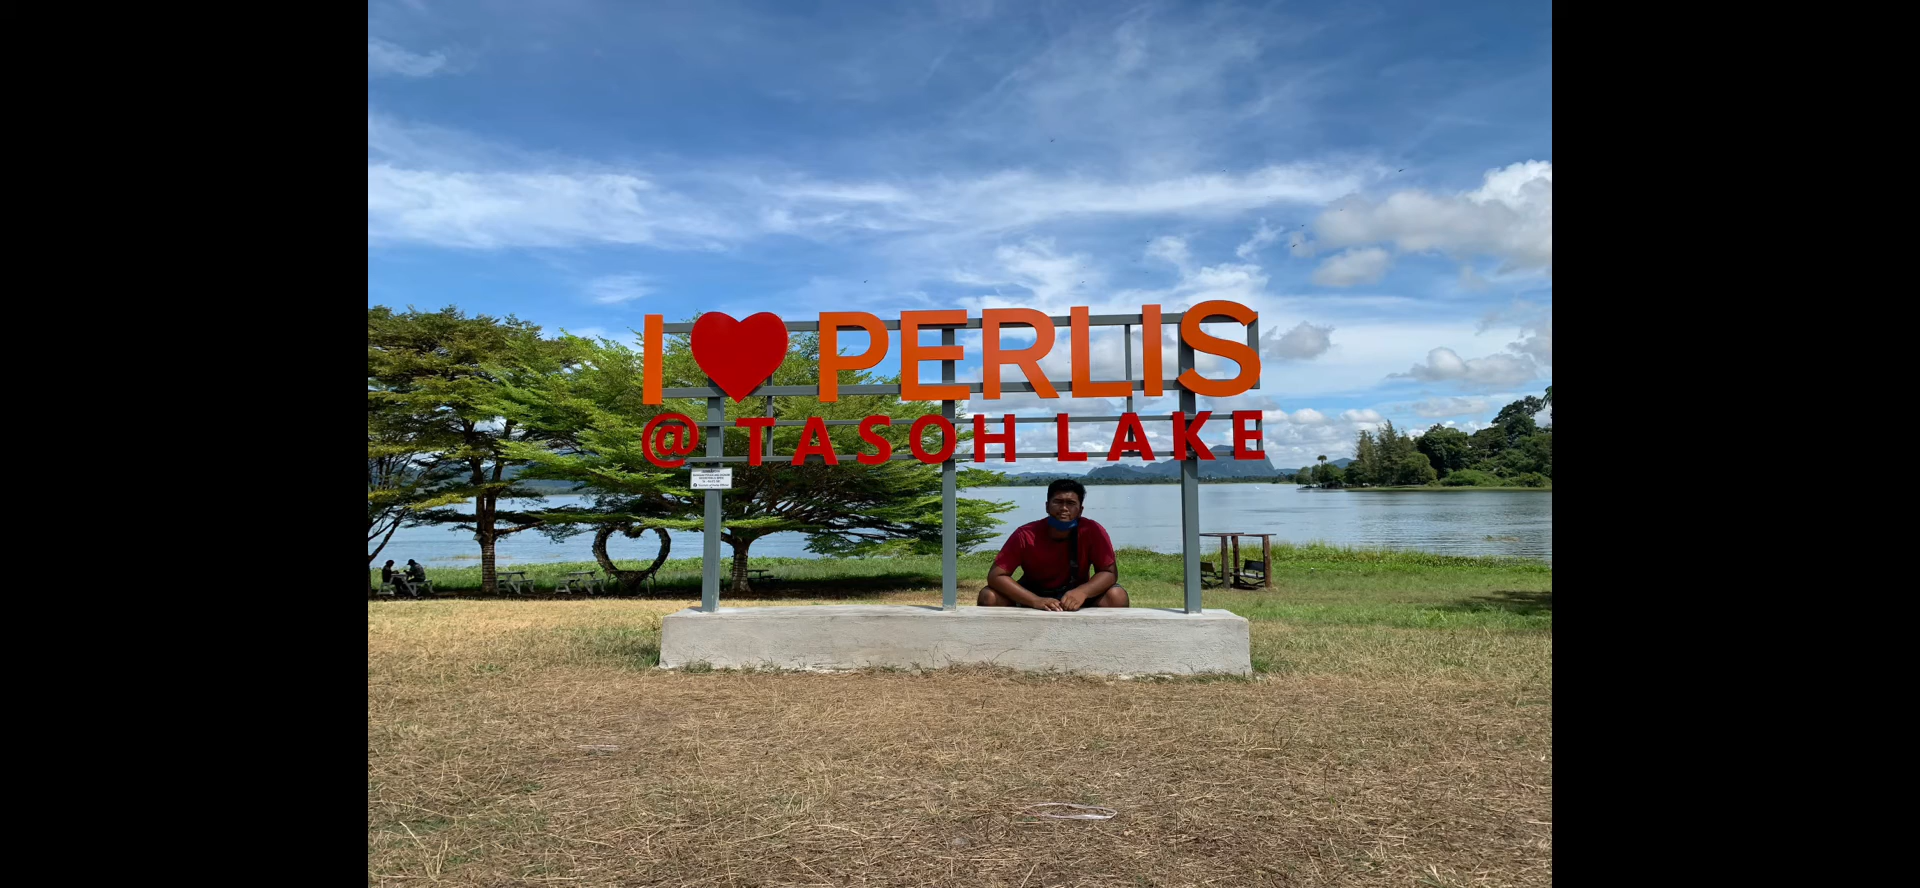 I ❤ PERLIS
@ TASOH LAKE